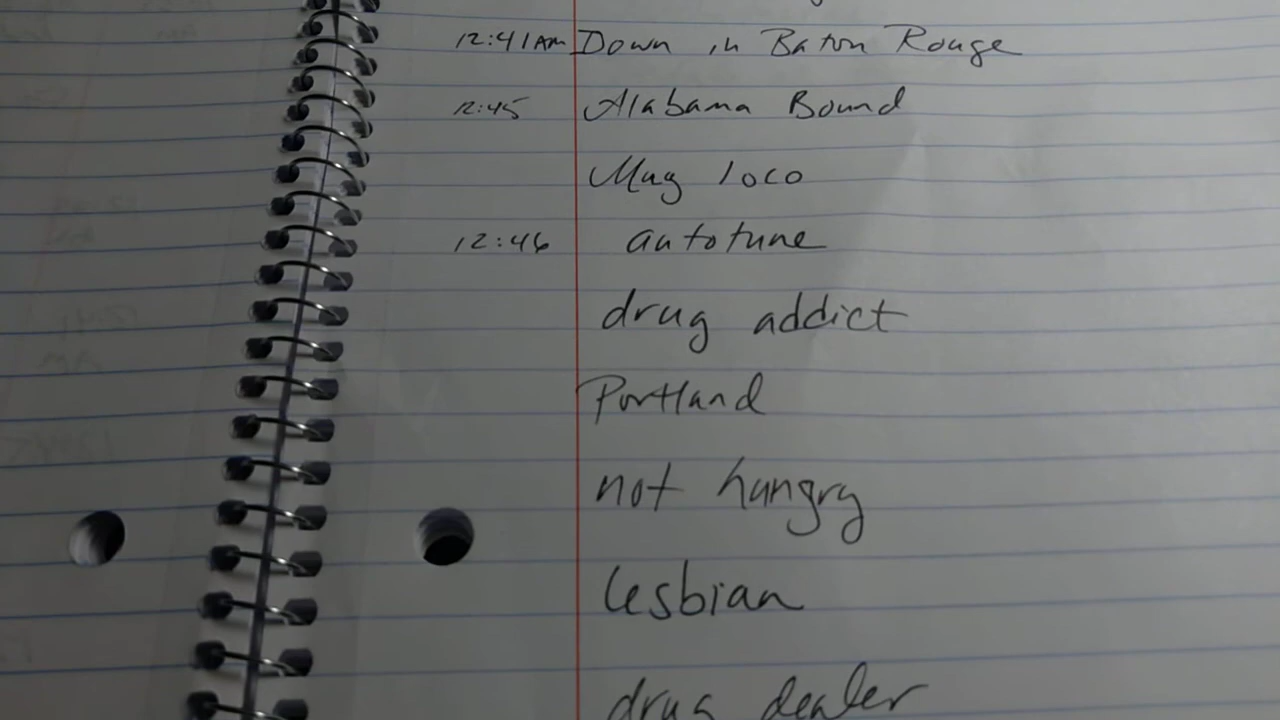 12:41AM Down in Baton Rouge
12:45 Alabama Bound
Muy loco
12:46 autotune
drug addict
Portland
not hungry
lesbian
drug dealer